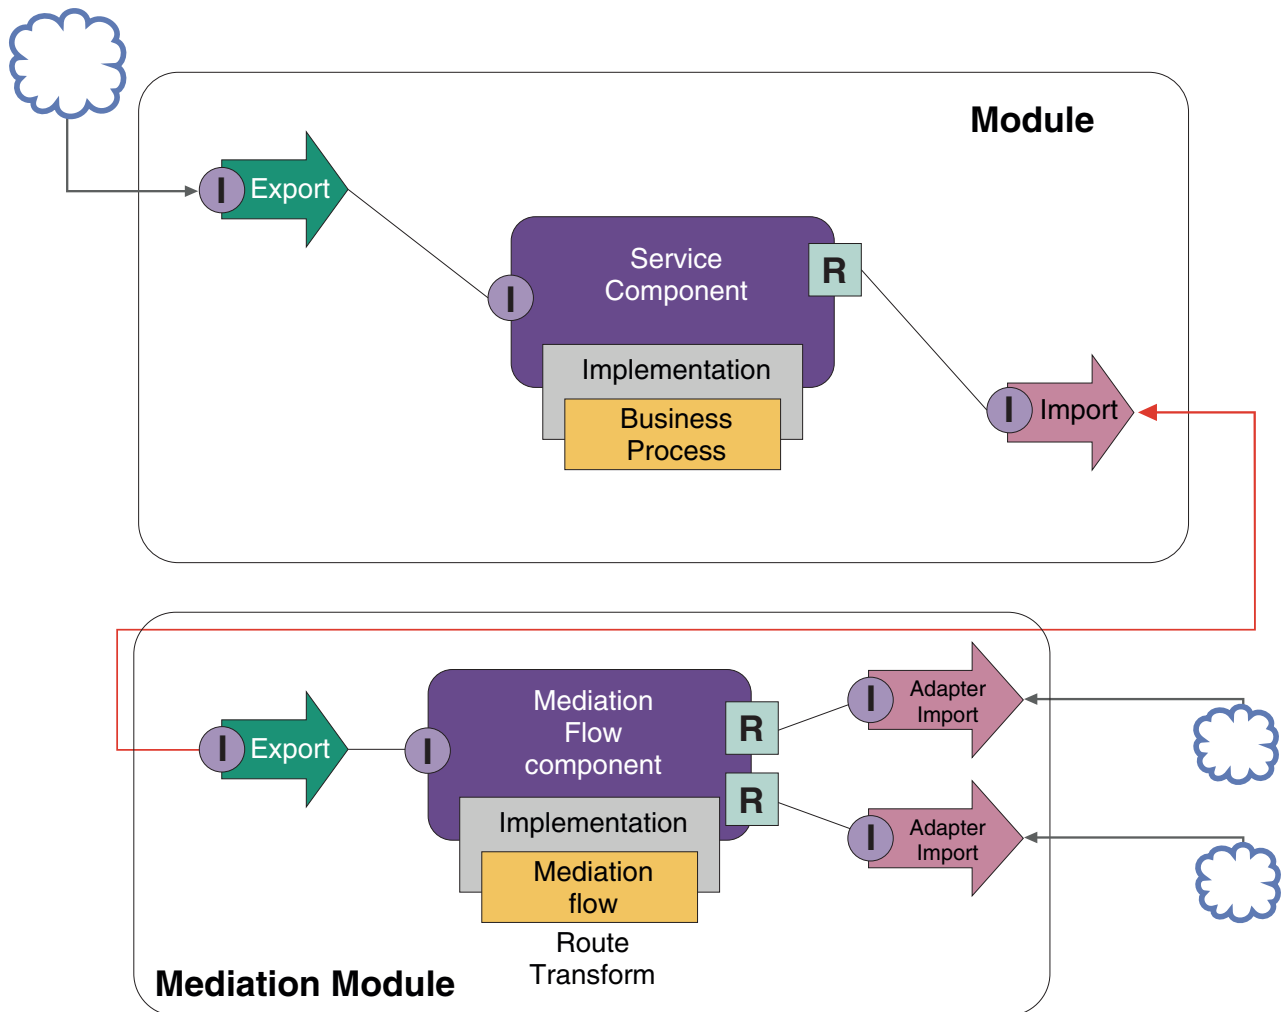 Module
I
Export
Service
Component
R
I
Implementation
Business
Process
I
Import
Mediation
Flow
component
R
I
Adapter
Import
I
Export
I
R
I
Adapter
Import
Implementation
Mediation
flow
Route
Transform
Mediation Module